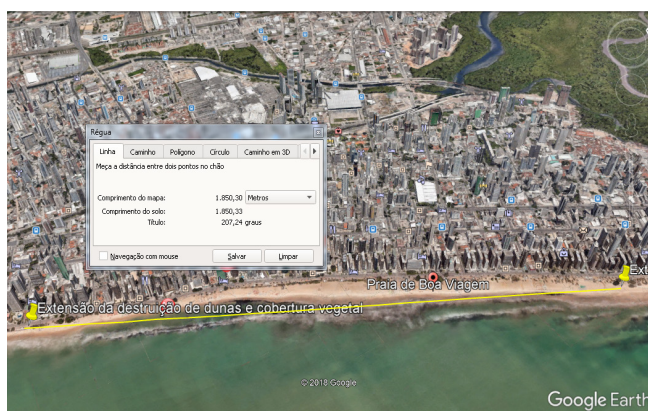 Régua
Linha Caminho Polígono Círculo Caminho em 3D
Meça a distância entre dois pontos no chão
Comprimento do mapa: 1.850,30 Metros
Comprimento do solo: 1.850,33
Título: 207,24 graus
Navegação com mouse Salvar Limpar
Ext
Praia de Boa Viagem
Extensão da destruição de dunas e cobertura vegetal
©2018 Google
Google Earth